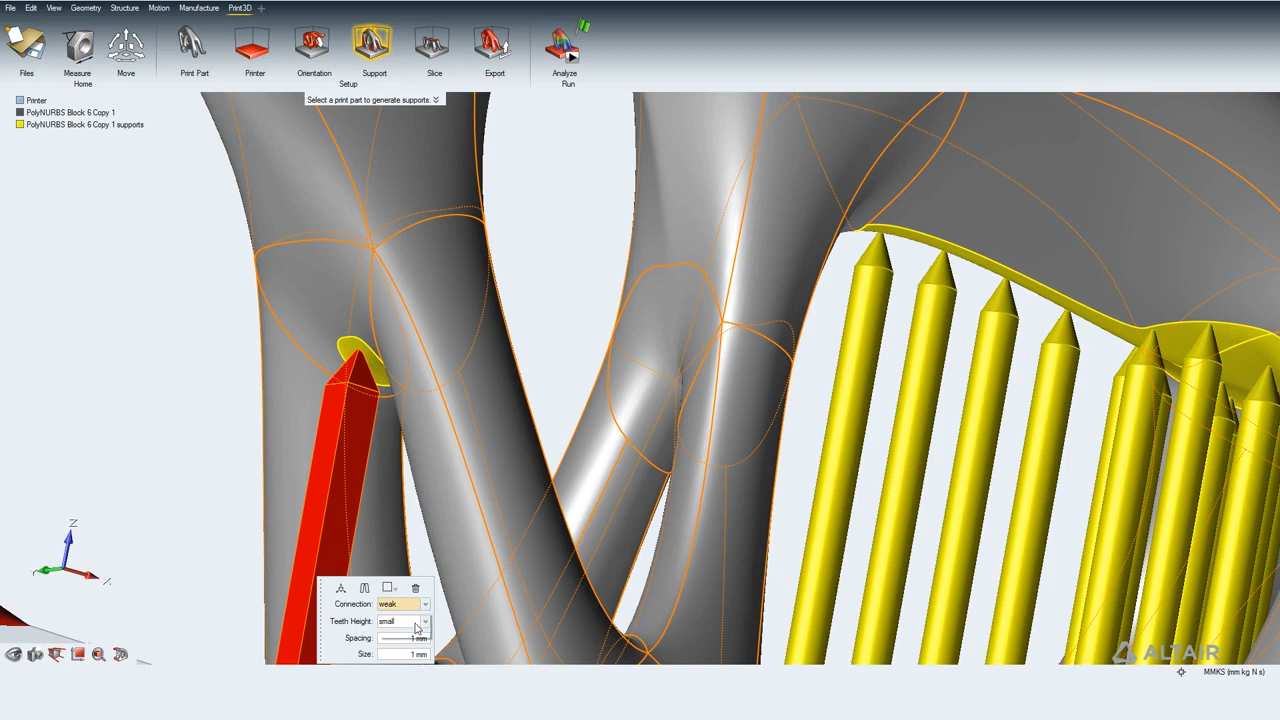 File Edit View Geometry Structure Motion Manufacture Print3D +
Files Measure Move Print Part Printer Orientation Support Slice Export Analyze
Home Setup Run
Select a print part to generate supports.
Printer
PolyNURBS Block 6 Copy 1
PolyNURBS Block 6 Copy 1 supports
Z
Y X
Connection: weak
Teeth Height: small
Spacing: 1 mm
Size: 1 mm
ALTAIR
MMKS (mm kg N s)